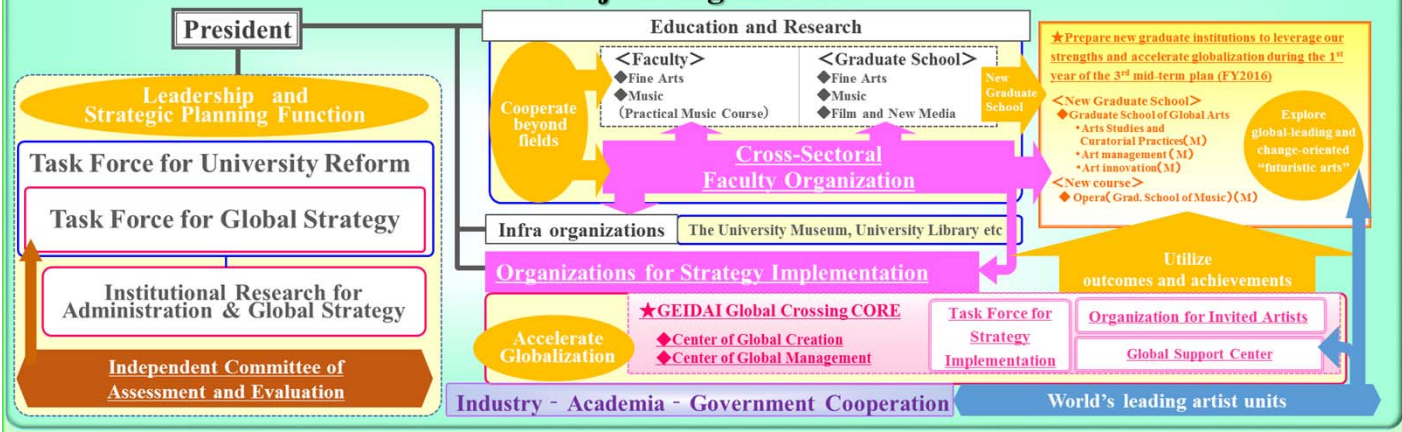 President
Leadership and
Strategic Planning Function
Task Force for University Reform
Task Force for Global Strategy
Institutional Research for
Administration & Global Strategy
Independent Committee of
Assessment and Evaluation
Education and Research
Cooperate
beyond
fields
<Faculty>
◆Fine Arts
◆Music
(Practical Music Course)
<Graduate School>
◆Fine Arts
◆Music
◆Film and New Media
New
Graduate
School
Cross-Sectoral
Faculty Organization
Infra organizations
The University Museum, University Library etc
Organizations for Strategy Implementation
★Prepare new graduate institutions to leverage our
strengths and accelerate globalization during the 1st
year of the 3rd mid-term plan (FY2016)
<New Graduate School>
◆Graduate School of Global Arts
・Arts Studies and
Curatorial Practices(M)
・Art management(M)
・Art innovation(M)
<New course>
◆ Opera(Grad. School of Music)(M)
Explore
global-leading and
change-oriented
“futuristic arts”
Utilize
outcomes and achievements
Accelerate
Globalization
★GEIDAI Global Crossing CORE
◆Center of Global Creation
◆Center of Global Management
Task Force for
Strategy
Implementation
Organization for Invited Artists
Global Support Center
Industry - Academia - Government Cooperation
World's leading artist units